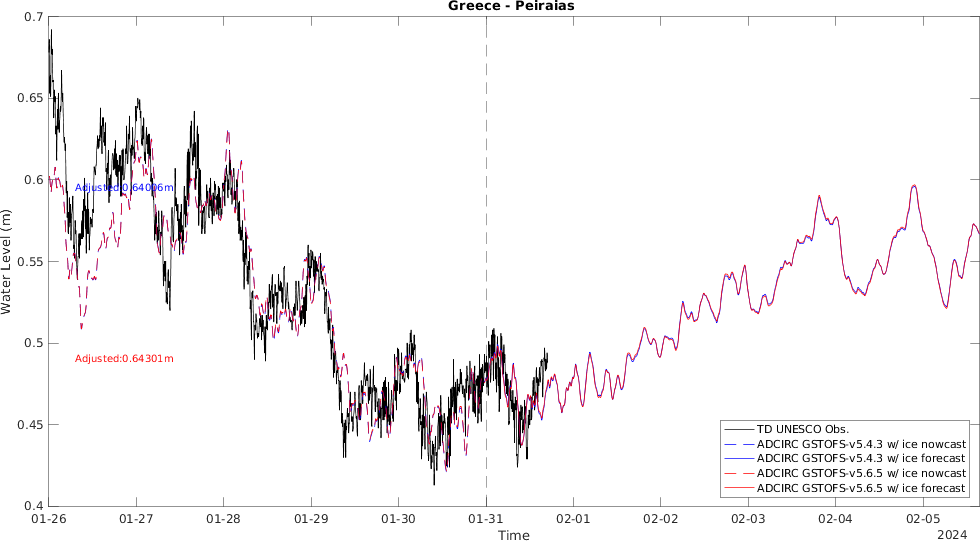 Greece - Peiraias
0.7
0.65
0.6
0.55
0.5
0.45
0.4
Water Level (m)
Adjusted:0.64006m
Adjusted:0.64301m
TD UNESCO Obs.
ADCIRC GSTOFS-v5.4.3 w/ ice nowcast
ADCIRC GSTOFS-v5.4.3 w/ ice forecast
ADCIRC GSTOFS-v5.6.5 w/ ice nowcast
ADCIRC GSTOFS-v5.6.5 w/ ice forecast
01-26 01-27 01-28 01-29 01-30 01-31 02-01 02-02 02-03 02-04 02-05
Time
2024